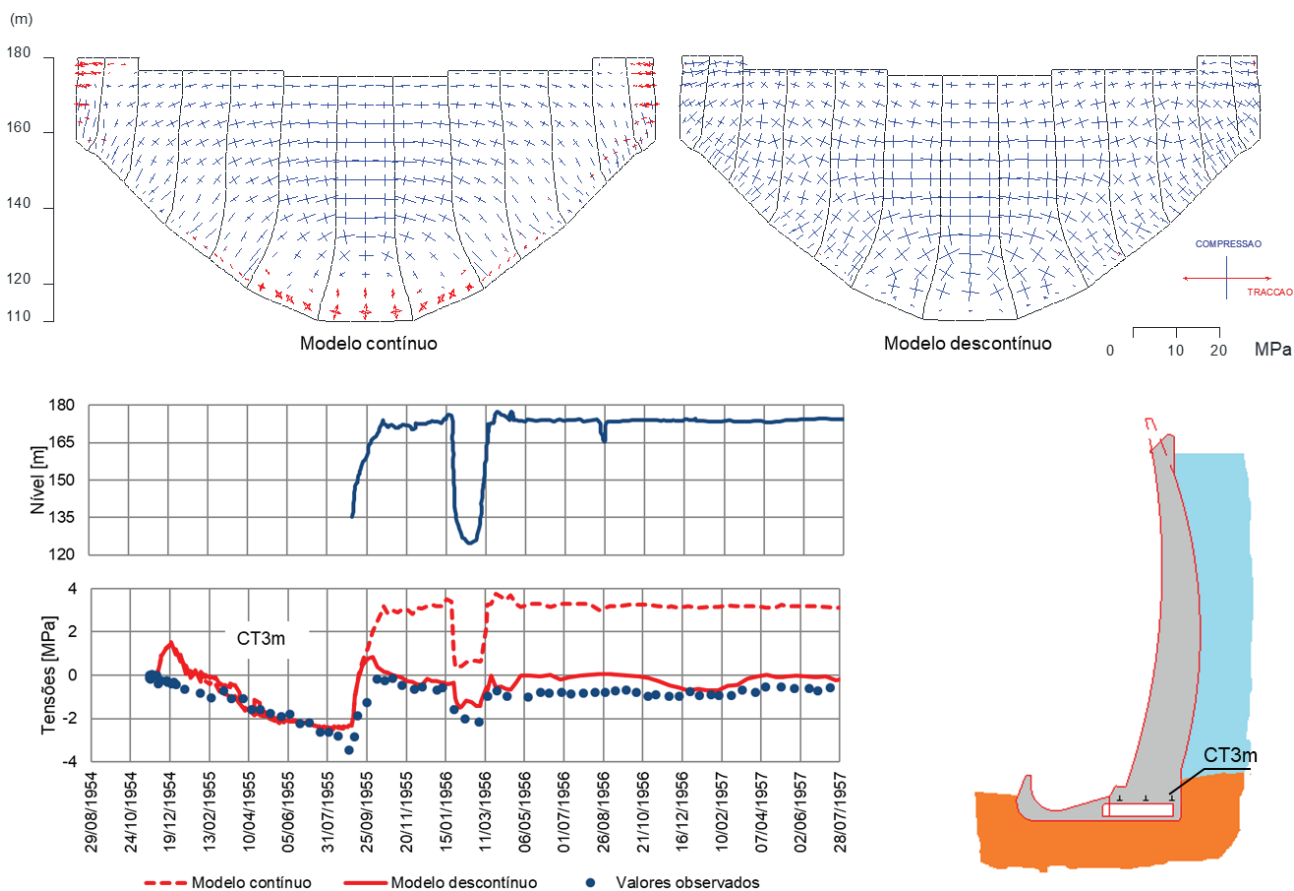 (m)
180
160
140
120
110
Modelo contínuo
Modelo descontínuo
COMPRESSAO
TRACCAO
0 10 20 MPa
Nível [m]
180
165
150
135
120
Tensões [MPa]
4
2
0
-2
-4
CT3m
29/08/1954
24/10/1954
19/12/1954
13/02/1955
10/04/1955
05/06/1955
31/07/1955
25/09/1955
20/11/1955
15/01/1956
11/03/1956
06/05/1956
01/07/1956
26/08/1956
21/10/1956
16/12/1956
10/02/1957
07/04/1957
02/06/1957
28/07/1957
Modelo contínuo
Modelo descontínuo
Valores observados
CT3m